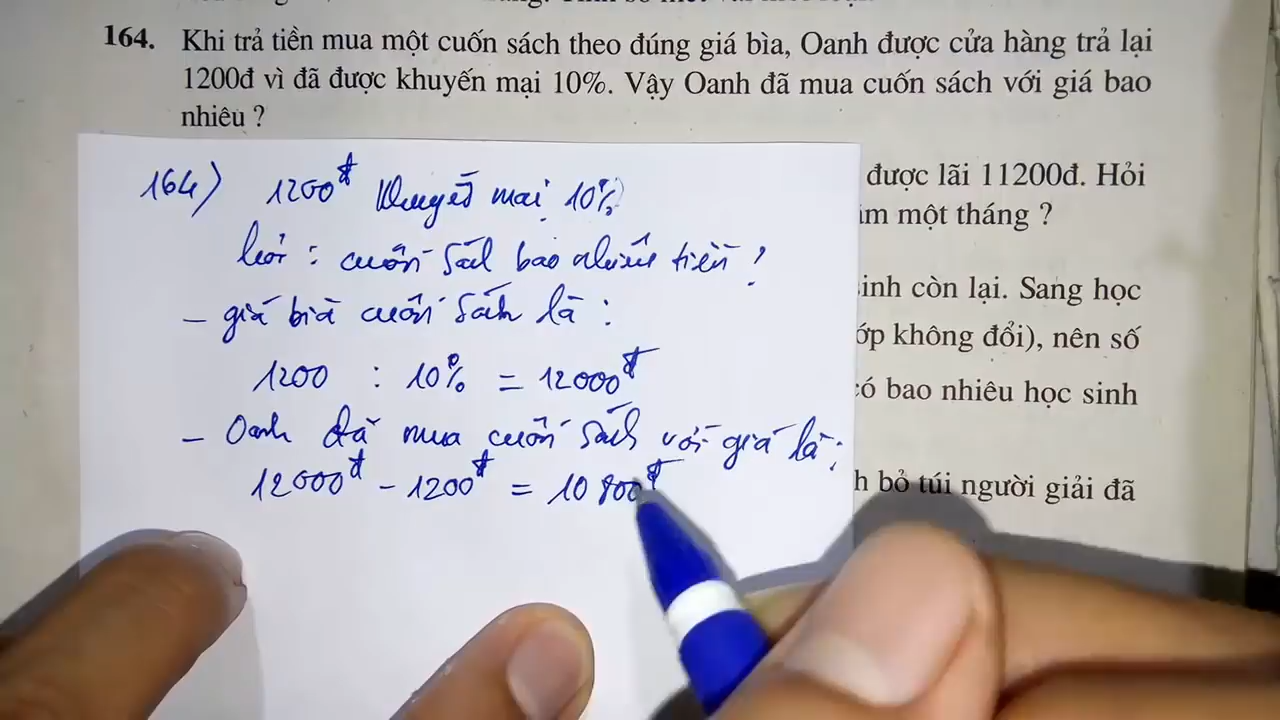 164. Khi trả tiền mua một cuốn sách theo đúng giá bìa, Oanh được cửa hàng trả lại
1200đ vì đã được khuyến mại 10%. Vậy Oanh đã mua cuốn sách với giá bao
nhiêu ?
164) 1200đ khuyến mại 10%
hỏi : cuốn sách bao nhiêu tiền ?
được lãi 11200đ. Hỏi
một tháng ?
- giá bìa cuốn sách là :
inh còn lại. Sang học
ớp không đổi), nên số
1200 : 10% = 12000đ
có bao nhiêu học sinh
- Oanh đã mua cuốn sách với giá là :
12000đ - 1200đ = 10800đ
h bỏ túi người giải đã